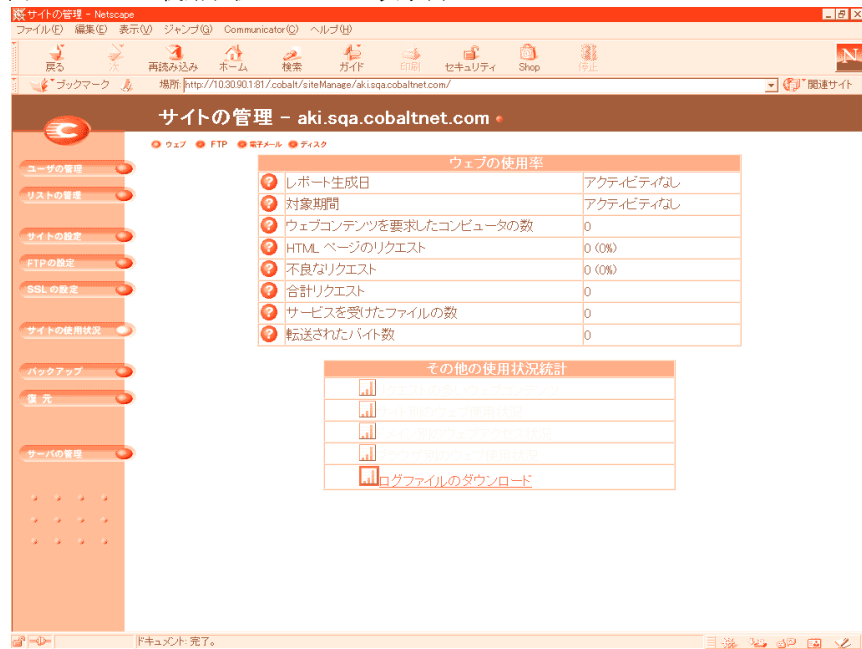 サイトの管理 - Netscape
ファイル(F) 編集(E) 表示(V) ジャンプ(G) Communicator(C) ヘルプ(H)
戻る 次 再読み込み ホーム 検索 ガイド 印刷 セキュリティ Shop 停止
N
ブックマーク 場所: http://10.30.90.1:81/.cobalt/siteManage/aki.sqa.cobaltnet.com/ 関連サイト
サイトの管理 - aki.sqa.cobaltnet.com
ウェブ FTP 電子メール ディスク
ユーザの管理
リストの管理
サイトの設定
FTPの設定
SSLの設定
サイトの使用状況
バックアップ
復元
サーバの管理
ウェブの使用率
レポート生成日 アクティビティなし
対象期間 アクティビティなし
ウェブコンテンツを要求したコンピュータの数 0
HTML ページのリクエスト 0 (0%)
不良なリクエスト 0 (0%)
合計リクエスト 0
サービスを受けたファイルの数 0
転送されたバイト数 0
その他の使用状況統計
ログファイルのダウンロード
ドキュメント: 完了。